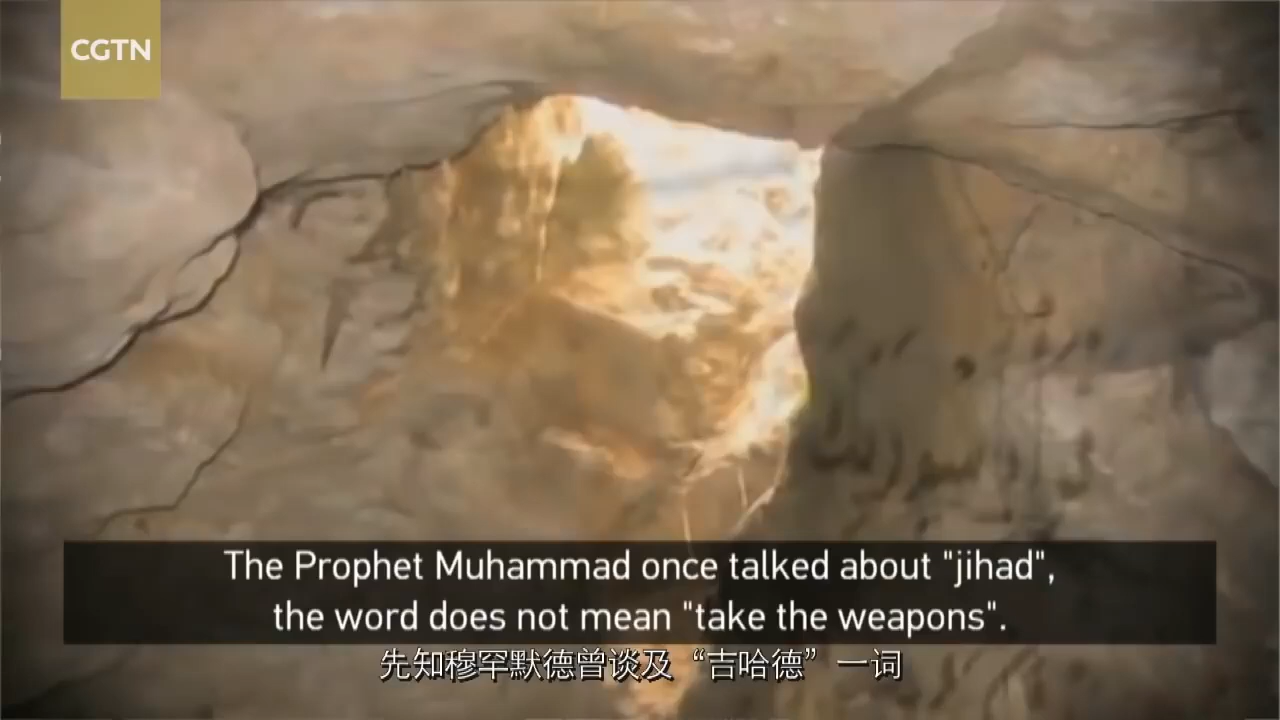 CGTN
The Prophet Muhammad once talked about "jihad",
the word does not mean "take the weapons".
先知穆罕默德曾谈及“吉哈德”一词